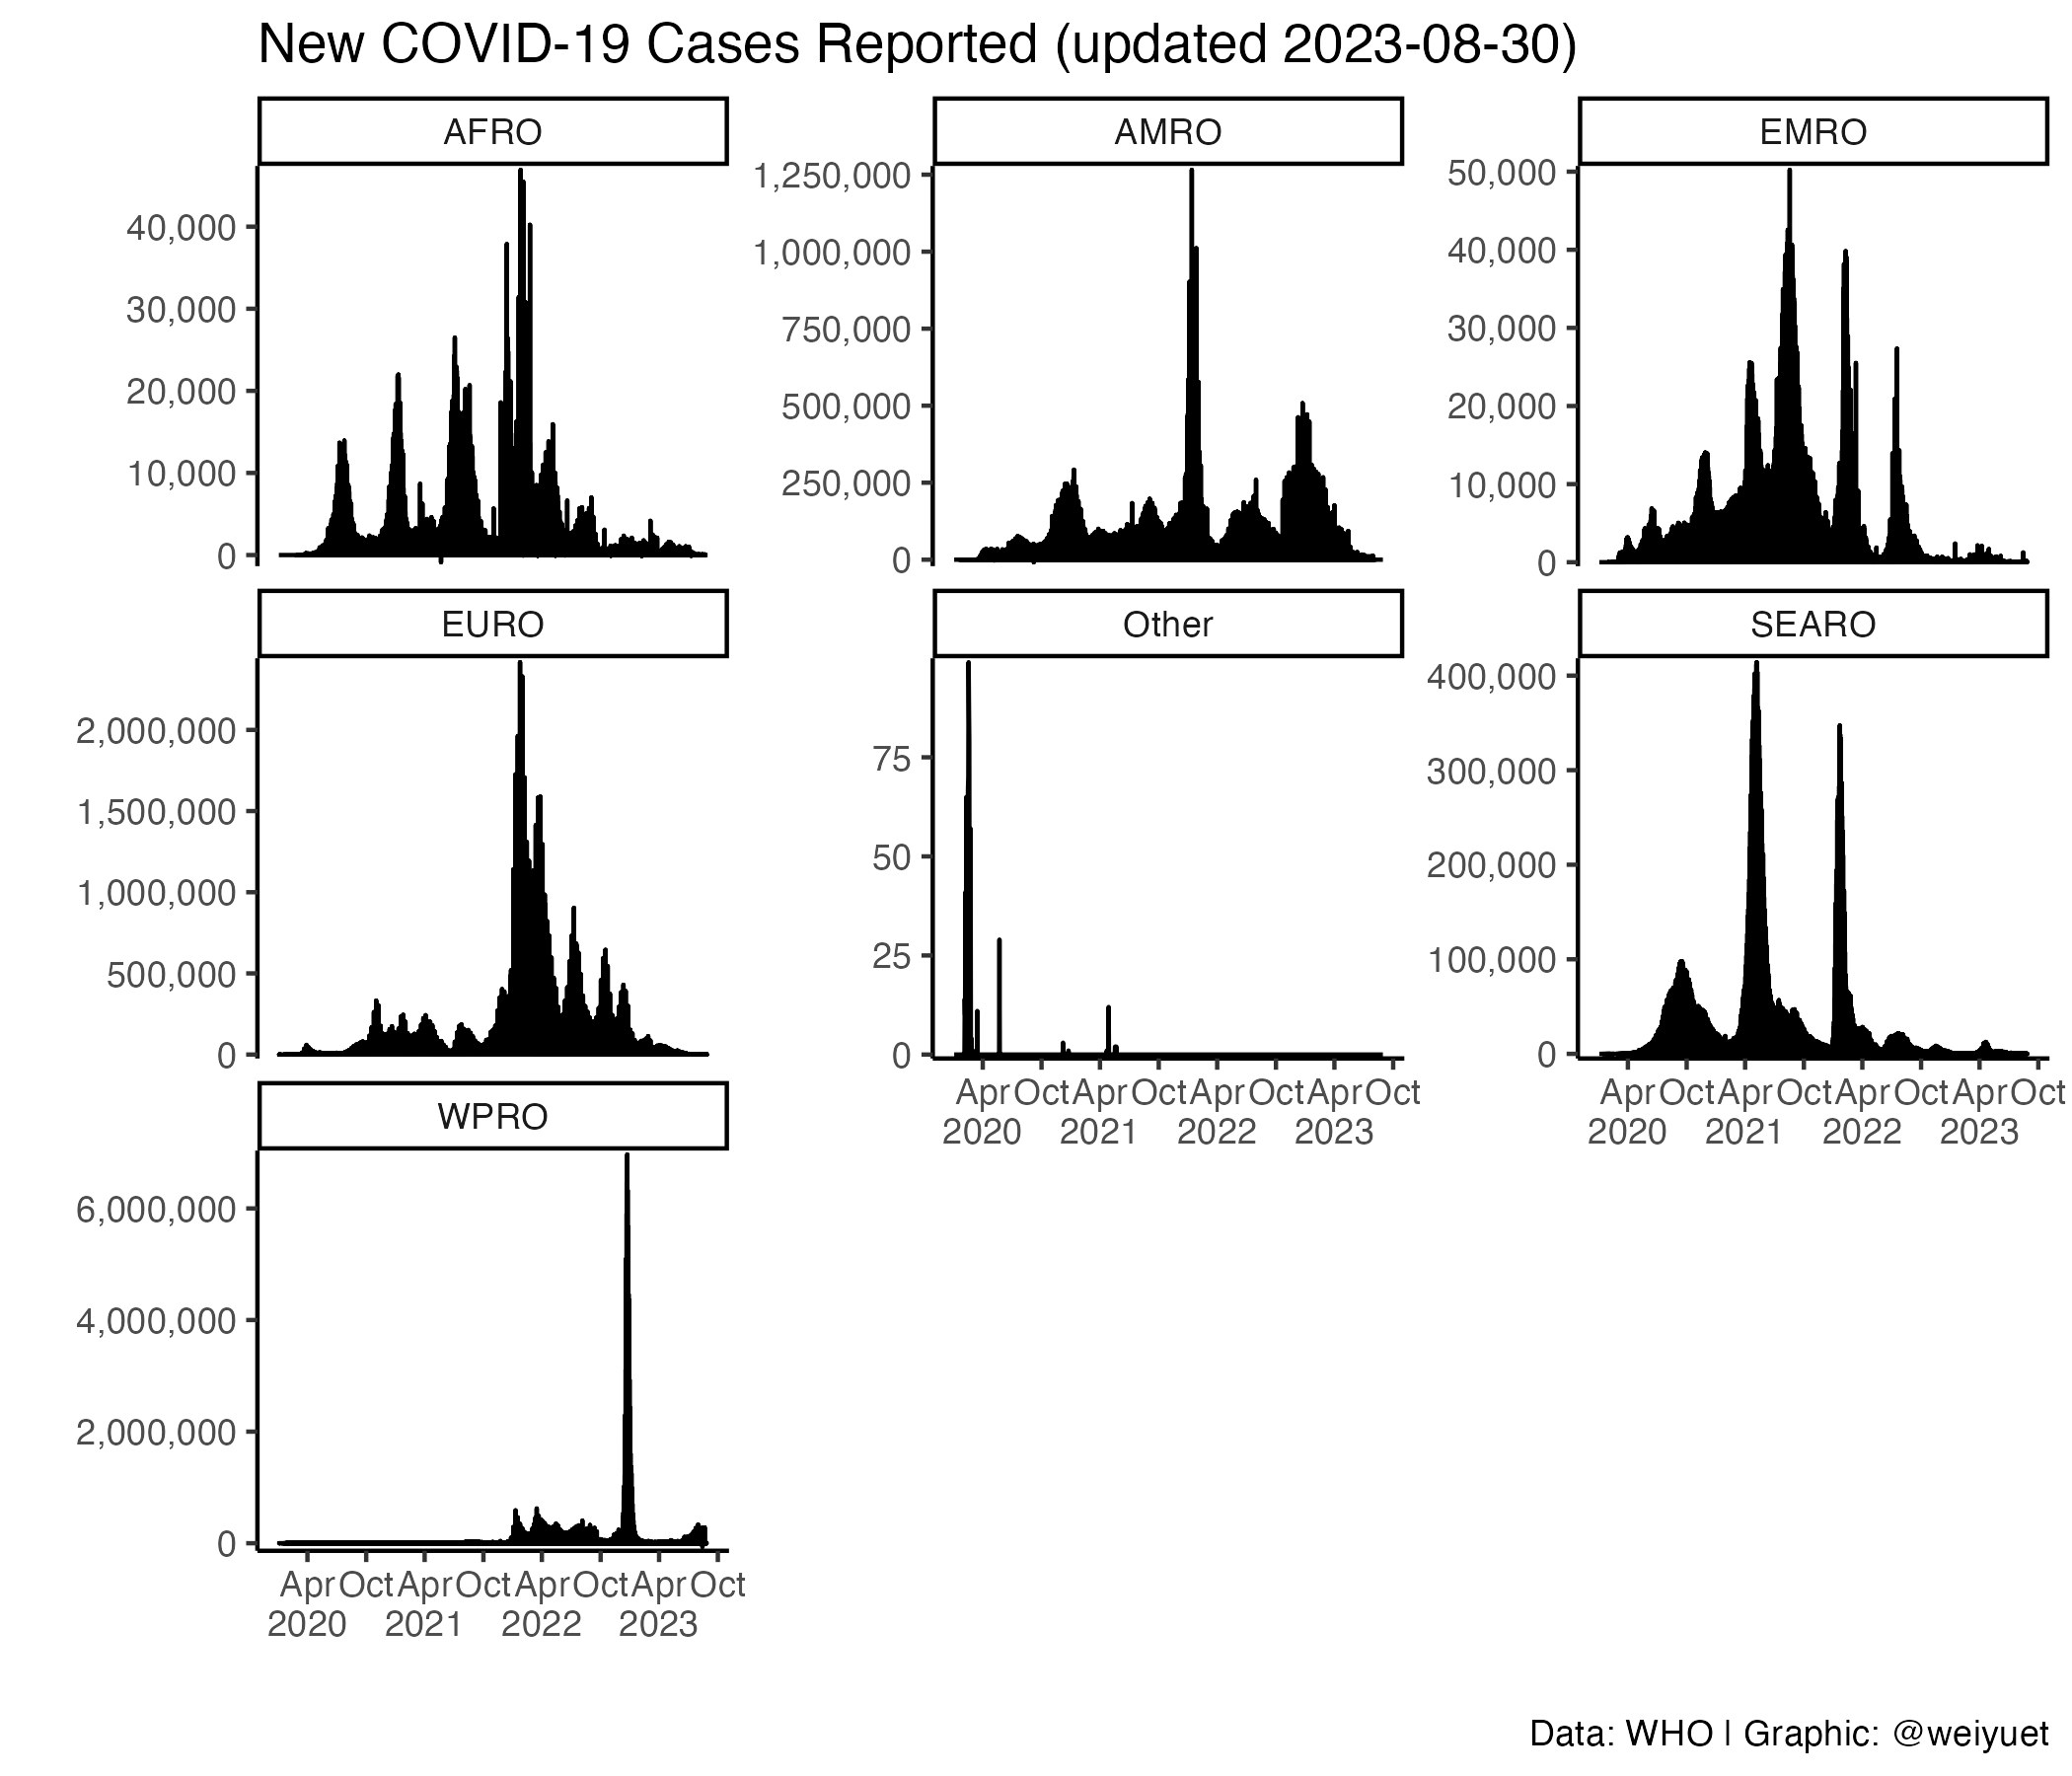 New COVID-19 Cases Reported (updated 2023-08-30)
AFRO
40,000
30,000
20,000
10,000
0
AMRO
1,250,000
1,000,000
750,000
500,000
250,000
0
EMRO
50,000
40,000
30,000
20,000
10,000
0
EURO
2,000,000
1,500,000
1,000,000
500,000
0
Other
75
50
25
0
Apr Oct Apr Oct Apr Oct Apr Oct
2020 2021 2022 2023
SEARO
400,000
300,000
200,000
100,000
0
Apr Oct Apr Oct Apr Oct Apr Oct
2020 2021 2022 2023
WPRO
6,000,000
4,000,000
2,000,000
0
Apr Oct Apr Oct Apr Oct Apr Oct
2020 2021 2022 2023
Data: WHO | Graphic: @weiyuet